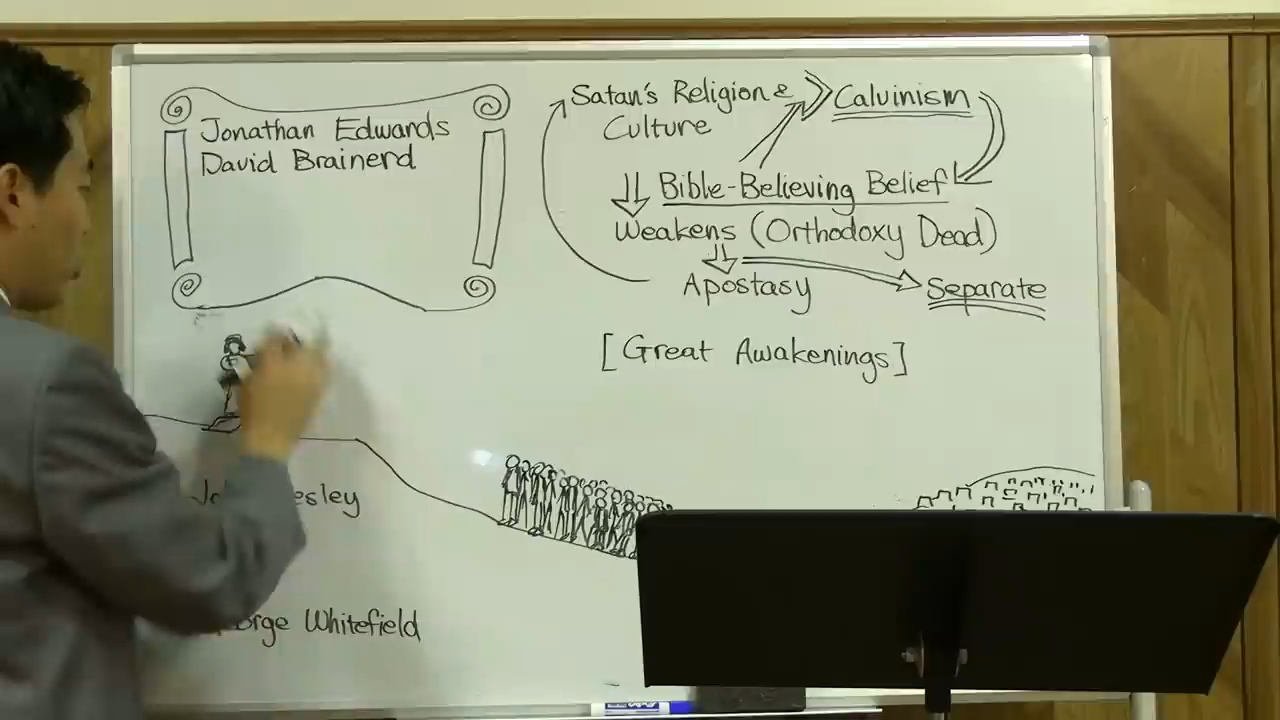 Jonathan Edwards
David Brainerd
Satan's Religion &
Culture
Calvinism
Bible-Believing Belief
Weakens (Orthodoxy Dead)
Apostasy
Separate
[Great Awakenings]
Whitefield